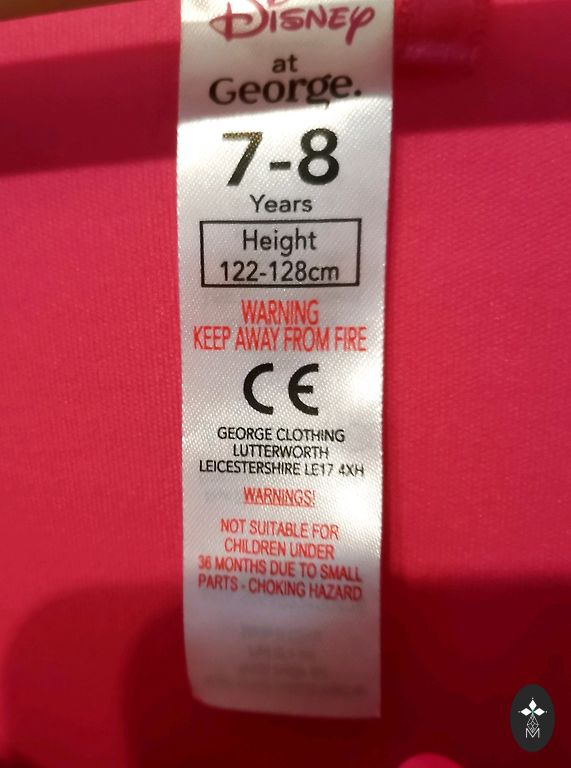 DISNEY
at
George.
7-8
Years
Height
122-128cm
WARNING
KEEP AWAY FROM FIRE
CE
GEORGE CLOTHING
LUTTERWORTH
LEICESTERSHIRE LE17 4XH
WARNINGS!
NOT SUITABLE FOR
CHILDREN UNDER
36 MONTHS DUE TO SMALL
PARTS - CHOKING HAZARD